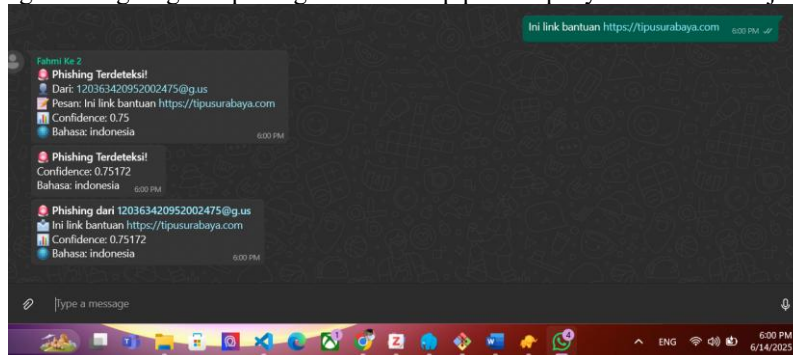 Ini link bantuan https://tipusurabaya.com 6:00 PM
Fahmi Ke 2
Phishing Terdeteksi!
Dari: 120363420952002475@g.us
Pesan: Ini link bantuan https://tipusurabaya.com
Confidence: 0.75
Bahasa: indonesia 6:00 PM
Phishing Terdeteksi!
Confidence: 0.75172
Bahasa: indonesia 6:00 PM
Phishing dari 120363420952002475@g.us
Ini link bantuan https://tipusurabaya.com
Confidence: 0.75172
Bahasa: indonesia 6:00 PM
Type a message
ENG 6:00 PM
6/14/2025